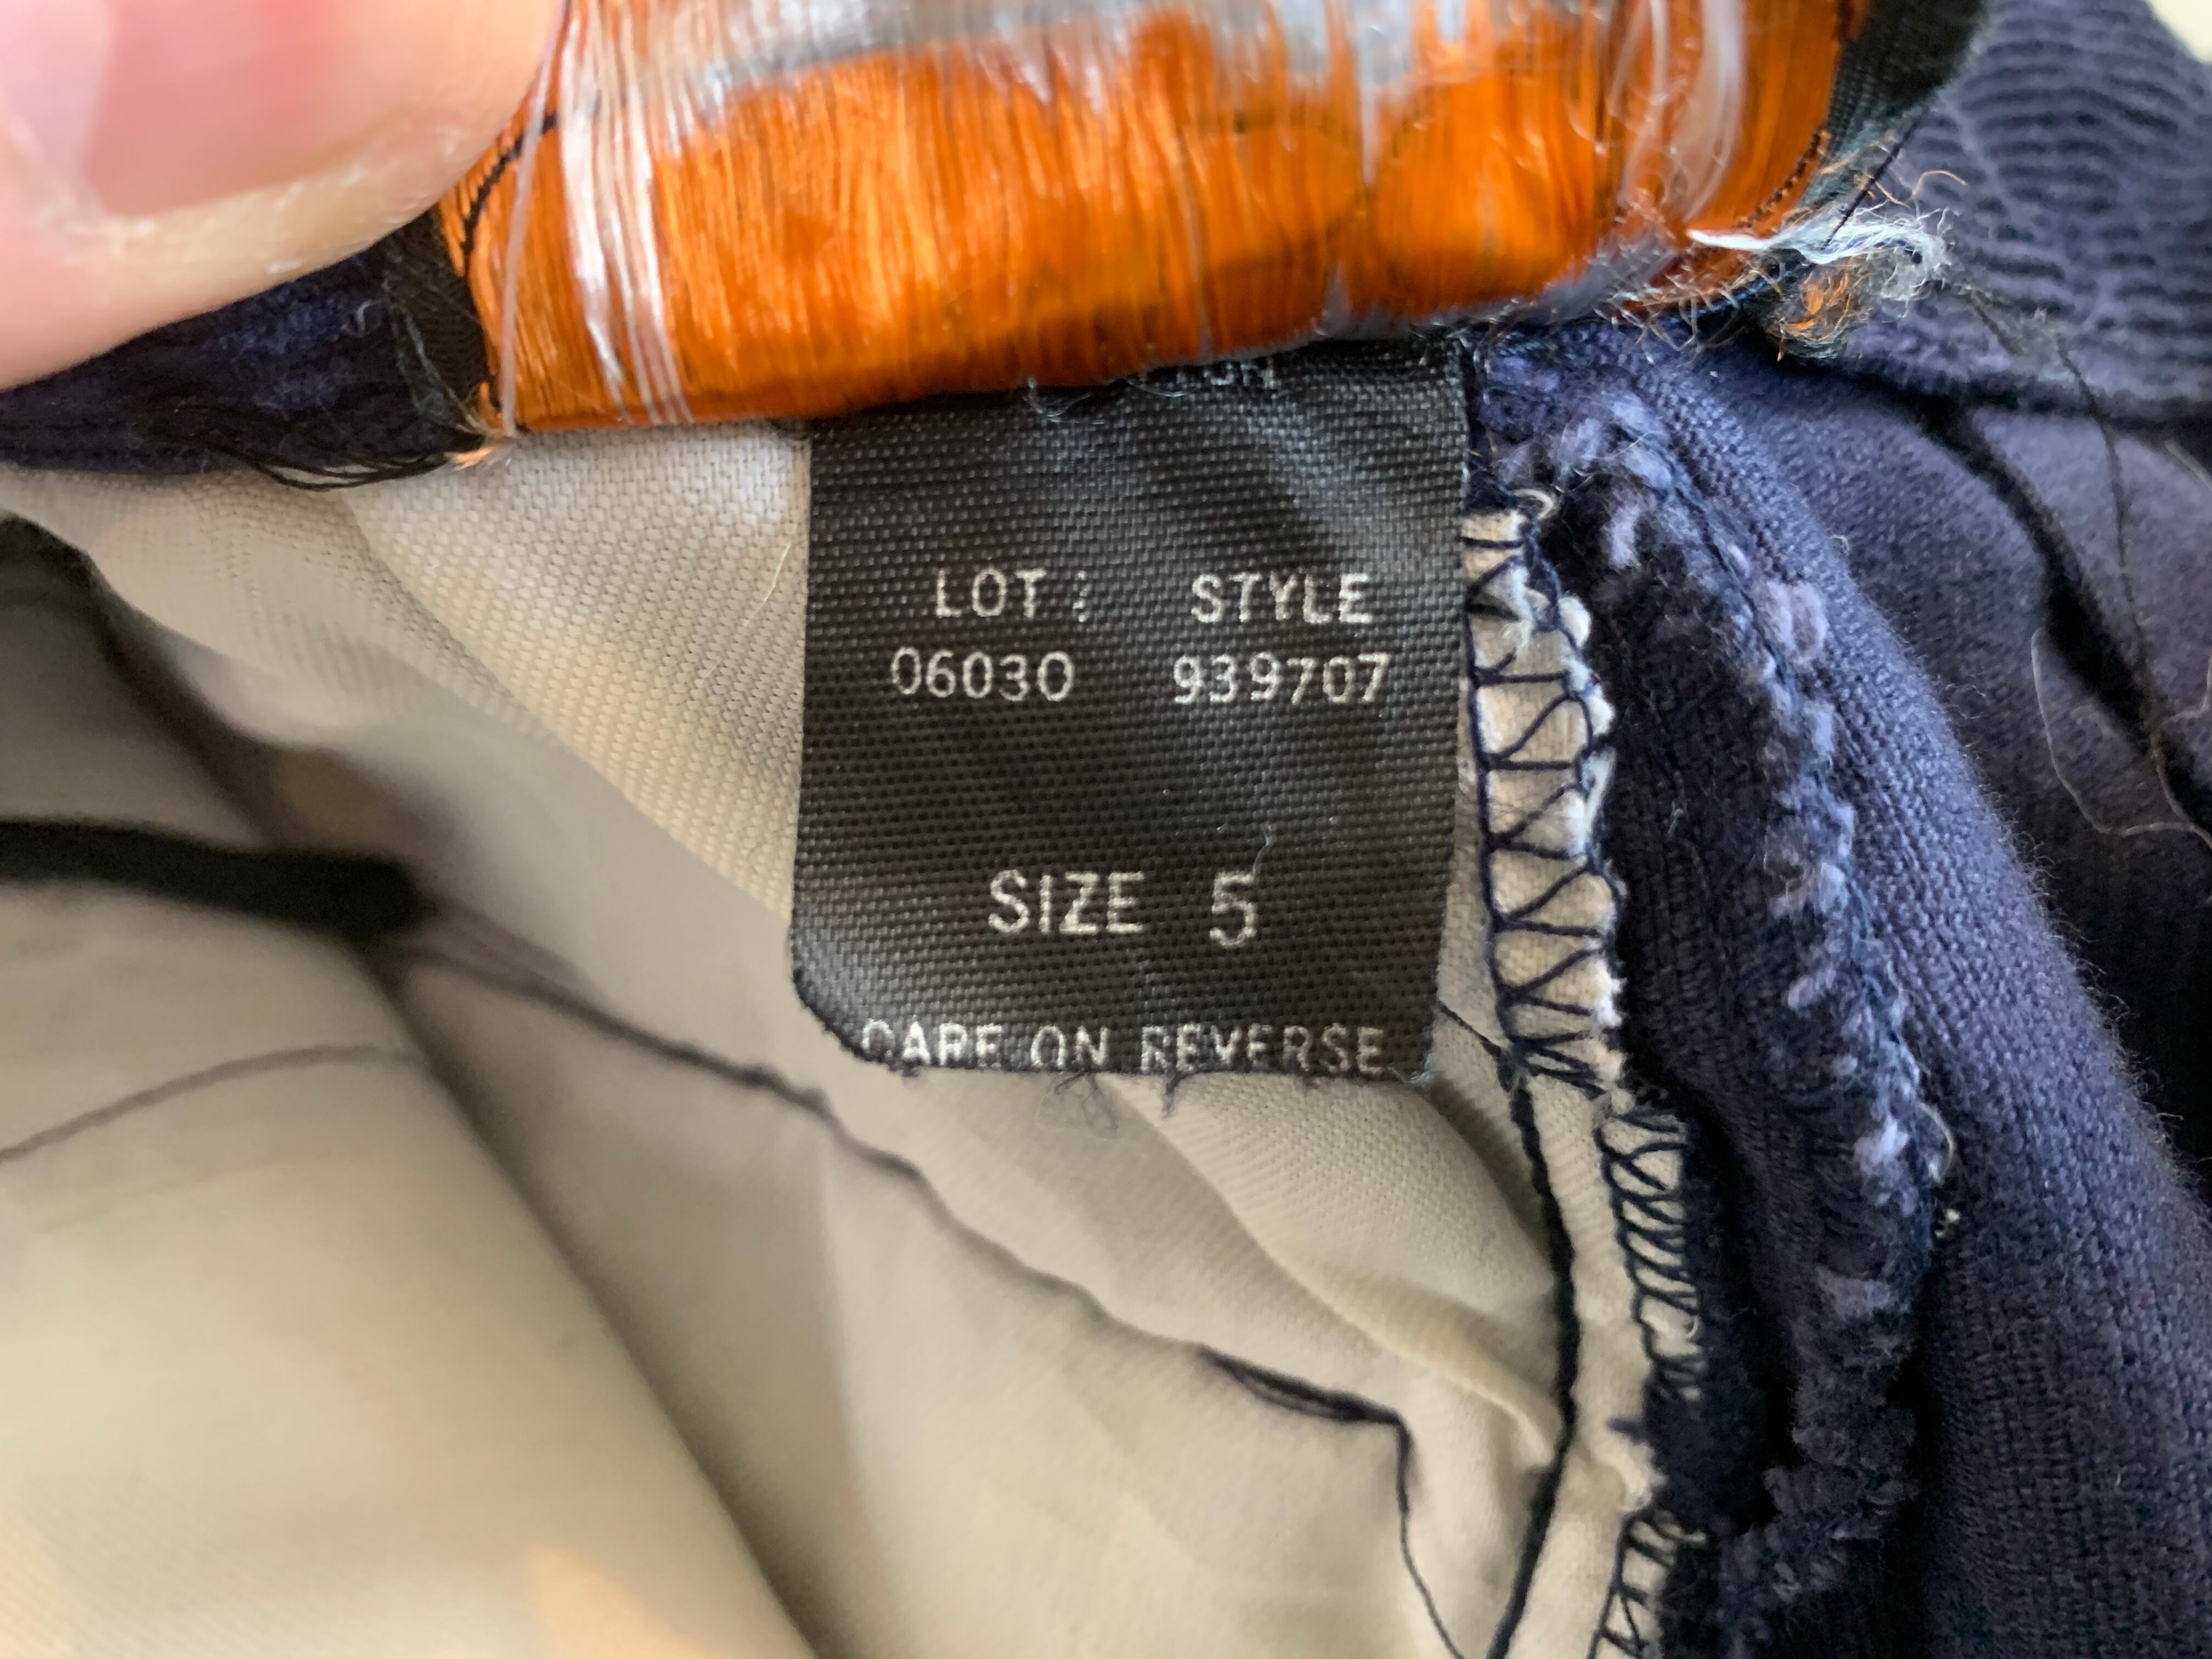 LOT : STYLE
06030 939707
SIZE 5
CARE ON REVERSE